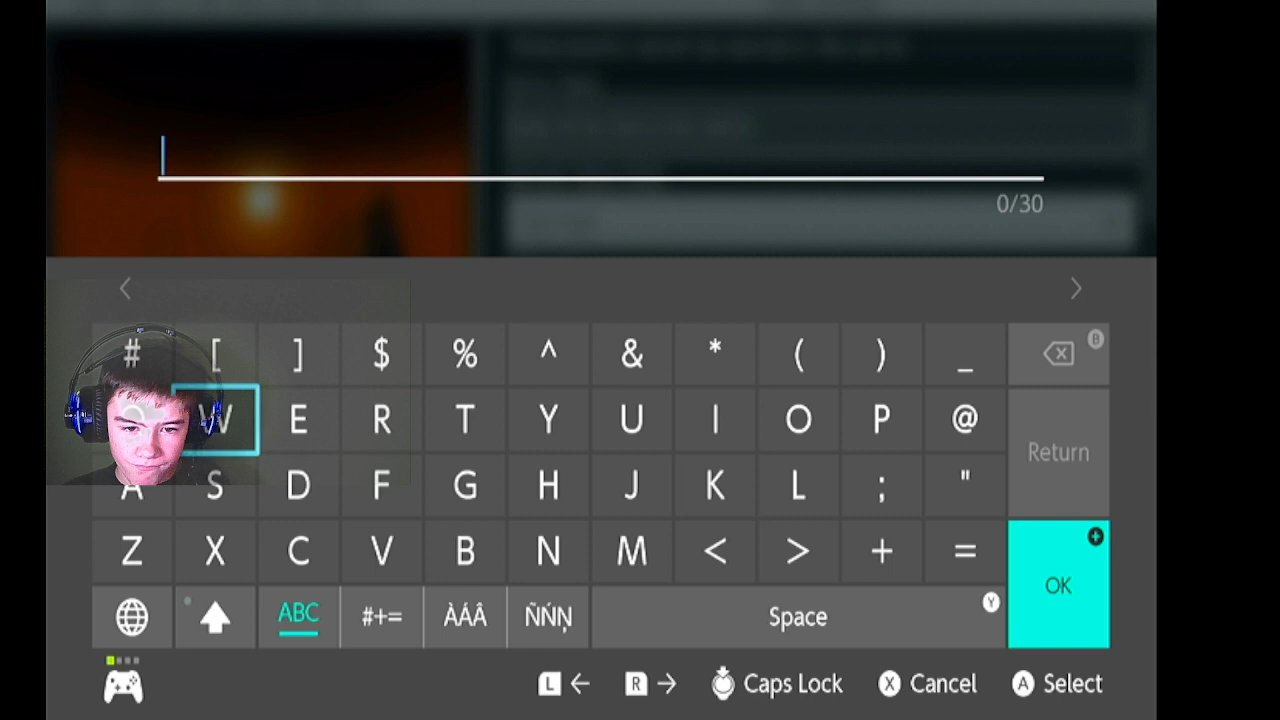 0/30
# [ ] $ % ^ & * ( ) _ B
W E R T Y U I O P @ Return
A S D F G H J K L ; "
Z X C V B N M < > + = OK
ABC #+= ÀÁÂ ÑŃŅ Space Y
L ← R → Caps Lock X Cancel A Select